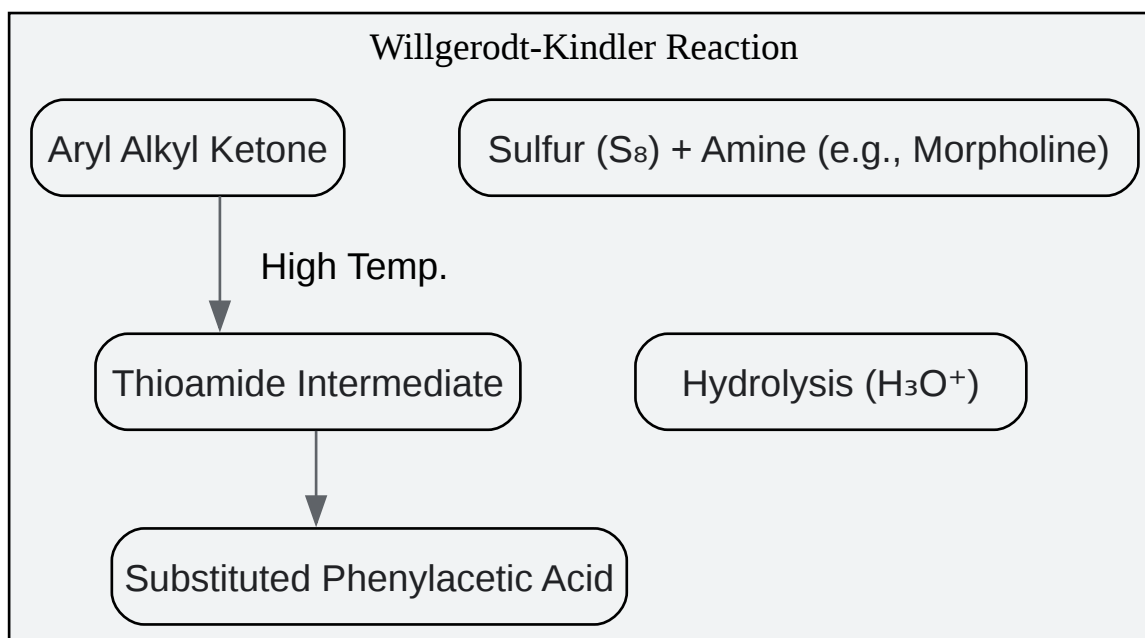 Willgerodt-Kindler Reaction
Aryl Alkyl Ketone
Sulfur (S₈) + Amine (e.g., Morpholine)
High Temp.
Thioamide Intermediate
Hydrolysis (H₃O⁺)
Substituted Phenylacetic Acid